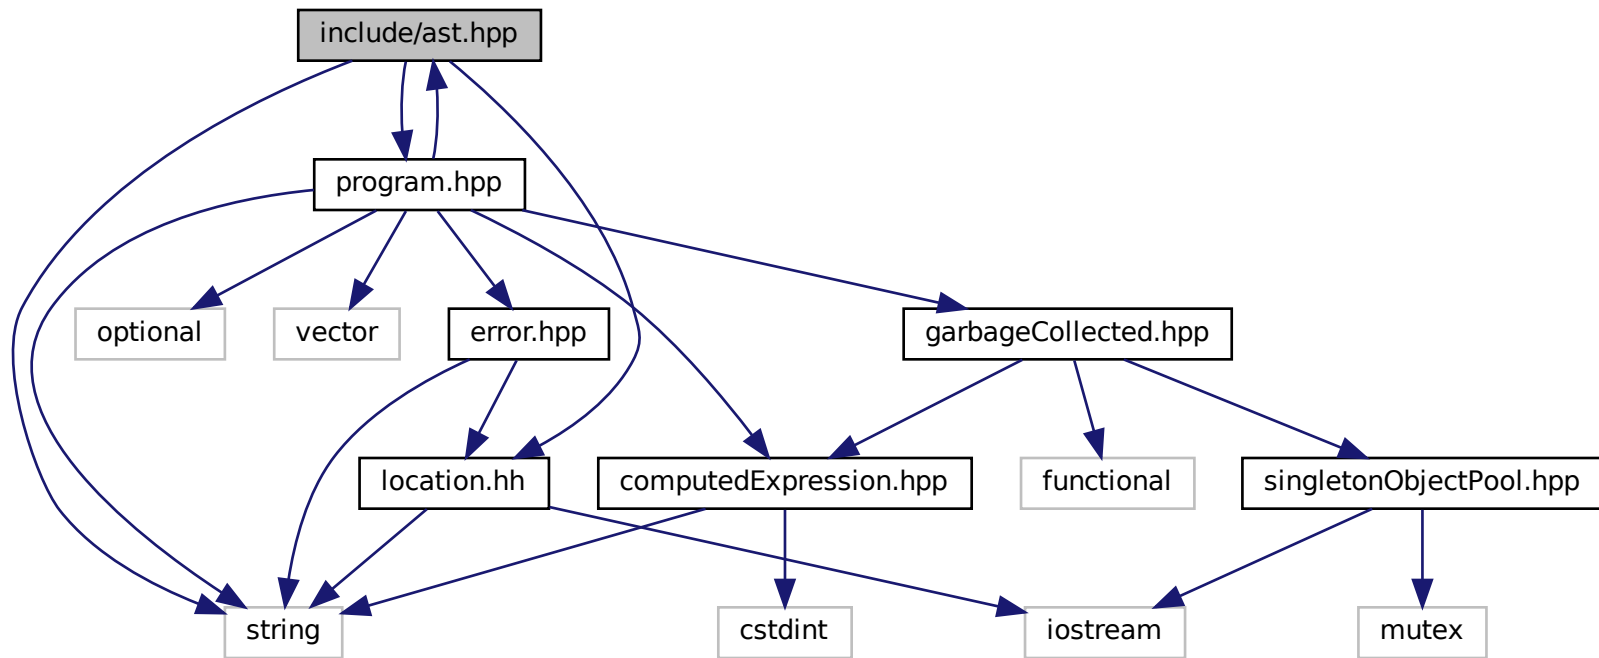 include/ast.hpp
program.hpp
optional
vector
error.hpp
garbageCollected.hpp
location.hh
computedExpression.hpp
functional
singletonObjectPool.hpp
string
cstdint
iostream
mutex